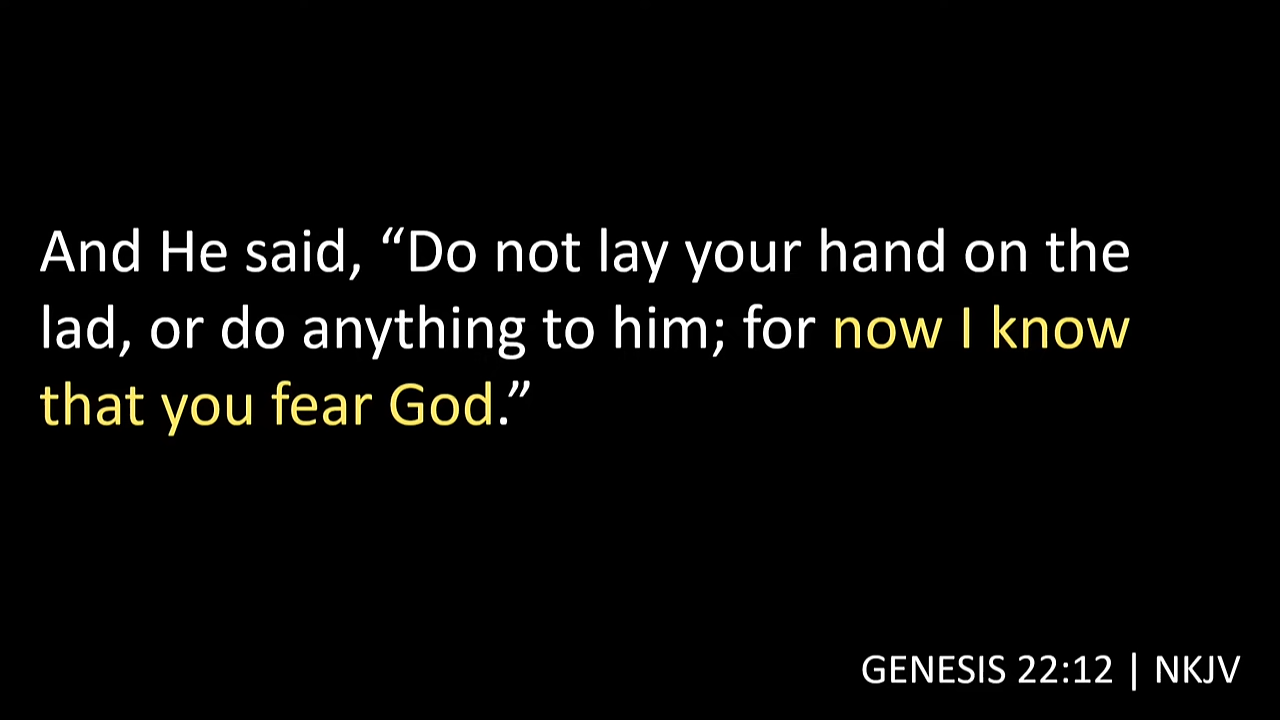 And He said, “Do not lay your hand on the
lad, or do anything to him; for now I know
that you fear God.”
GENESIS 22:12 | NKJV